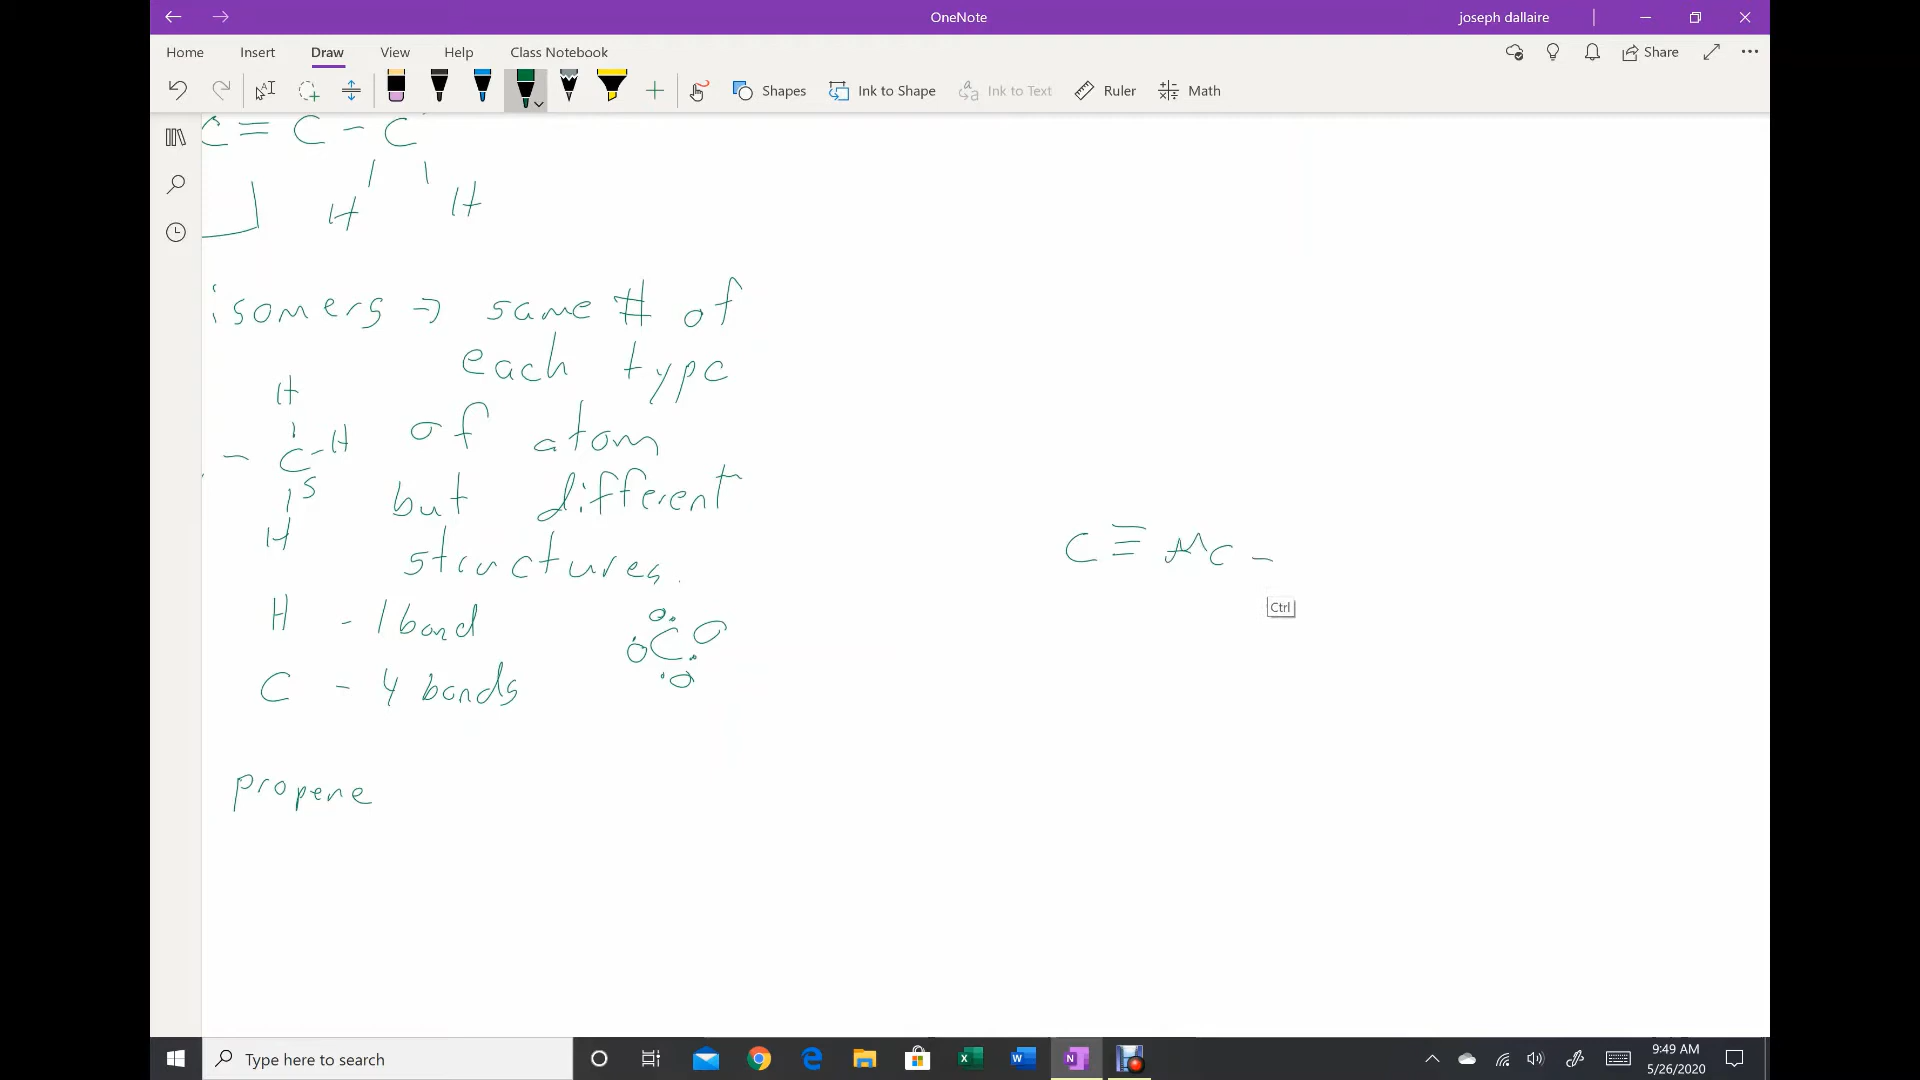 OneNote
joseph dallaire
Home Insert Draw View Help Class Notebook
Share
Shapes Ink to Shape Ink to Text Ruler Math
C = C - C
H H
isomers → same # of
each type
H
of atom
- C - H
S
but different
H
structures.
H - 1 bond
C
C - 4 bonds
propene
C ≡ C -
Ctrl
Type here to search
9:49 AM
5/26/2020